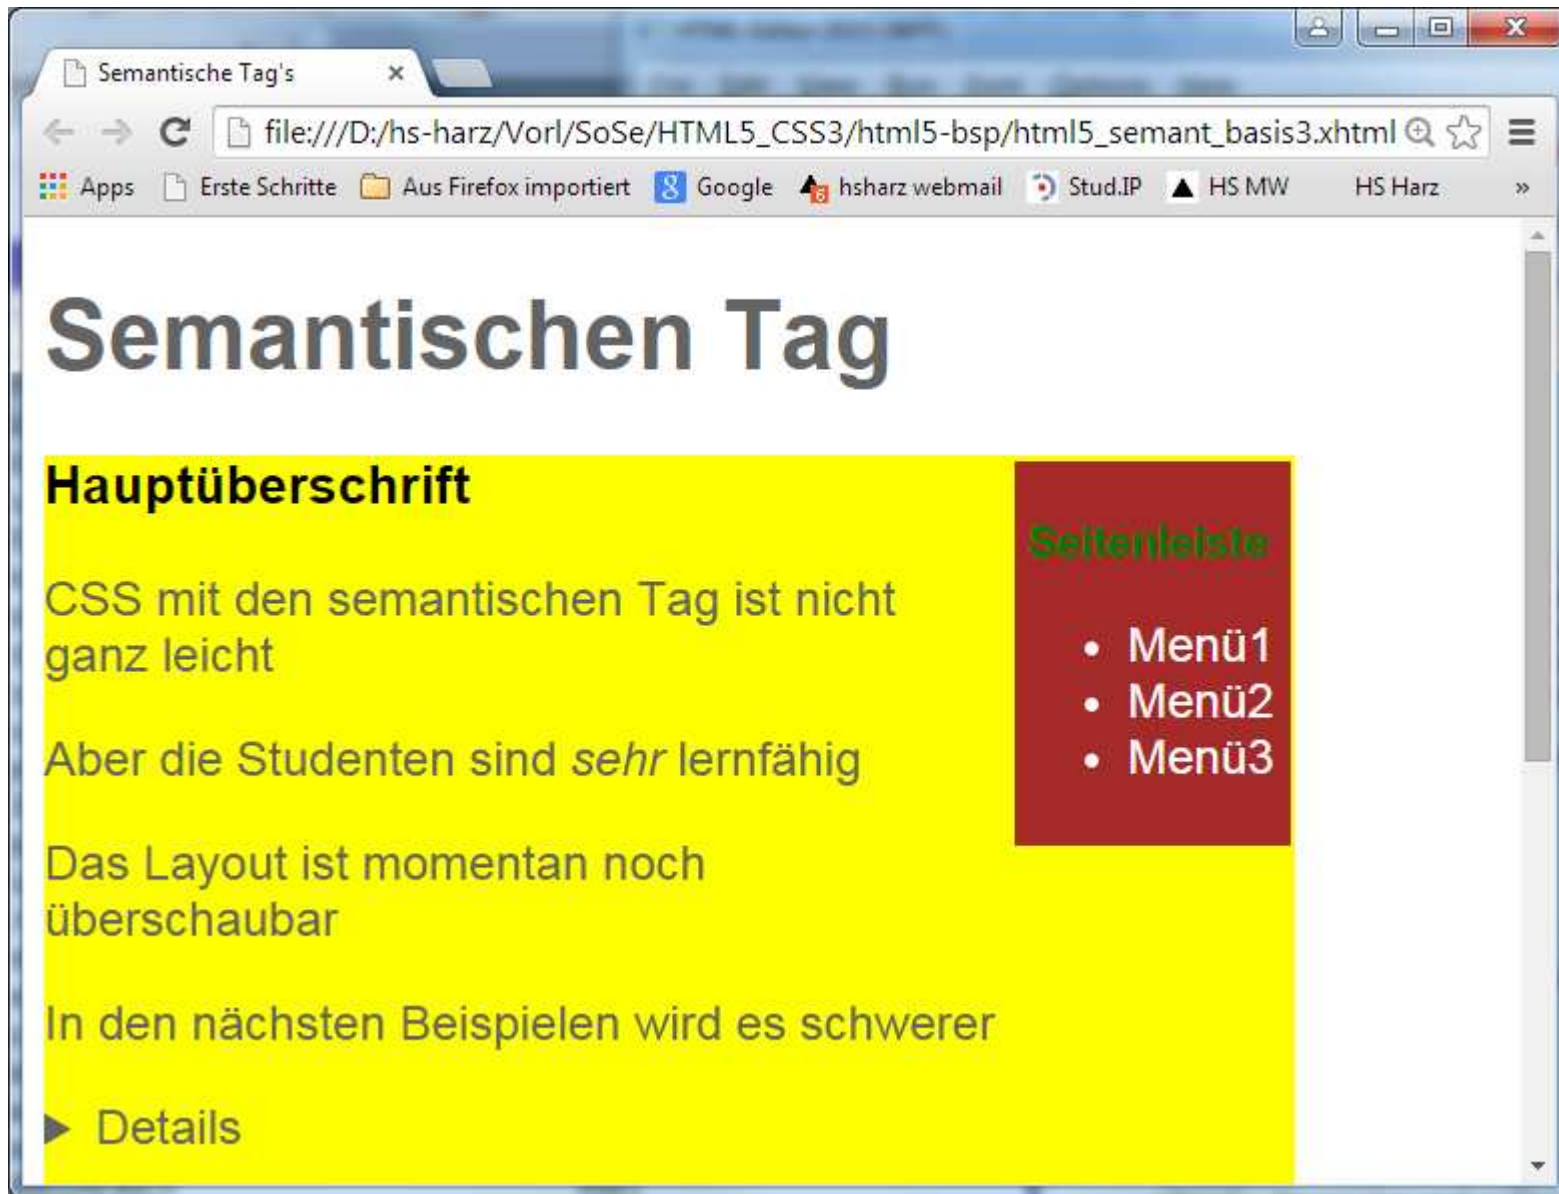 Semantische Tag's
file:///D:/hs-harz/Vorl/SoSe/HTML5_CSS3/html5-bsp/html5_semant_basis3.xhtml
Apps Erste Schritte Aus Firefox importiert Google hsharz webmail Stud.IP HS MW HS Harz »
Semantischen Tag
Hauptüberschrift
CSS mit den semantischen Tag ist nicht
ganz leicht
Aber die Studenten sind sehr lernfähig
Das Layout ist momentan noch
überschaubar
In den nächsten Beispielen wird es schwerer
Details
Seitenleiste
Menü1
Menü2
Menü3